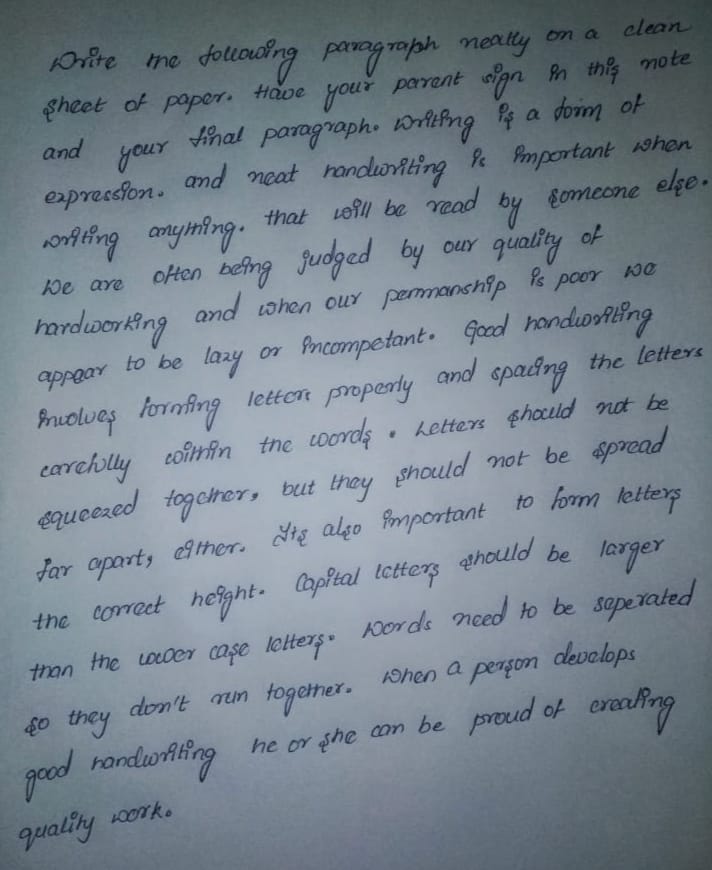 Write the following paragraph neatly on a clean
sheet of paper. Have your parent sign in this note
and your final paragraph. Writing is a form of
expression. and neat handwriting is important when
writing anything. that will be read by someone else.
We are often being judged by our quality of
hardworking and when our penmanship is poor we
appear to be lazy or incompetant. Good handwriting
involves forming letters properly and spacing the letters
carefully within the words. Letters should not be
squeezed together, but they should not be spread
far apart, either. Its also important to form letters
the correct height. Capital letters should be larger
than the lower case letters. Words need to be seperated
so they don't run together. When a person develops
good handwriting he or she can be proud of creating
quality work.